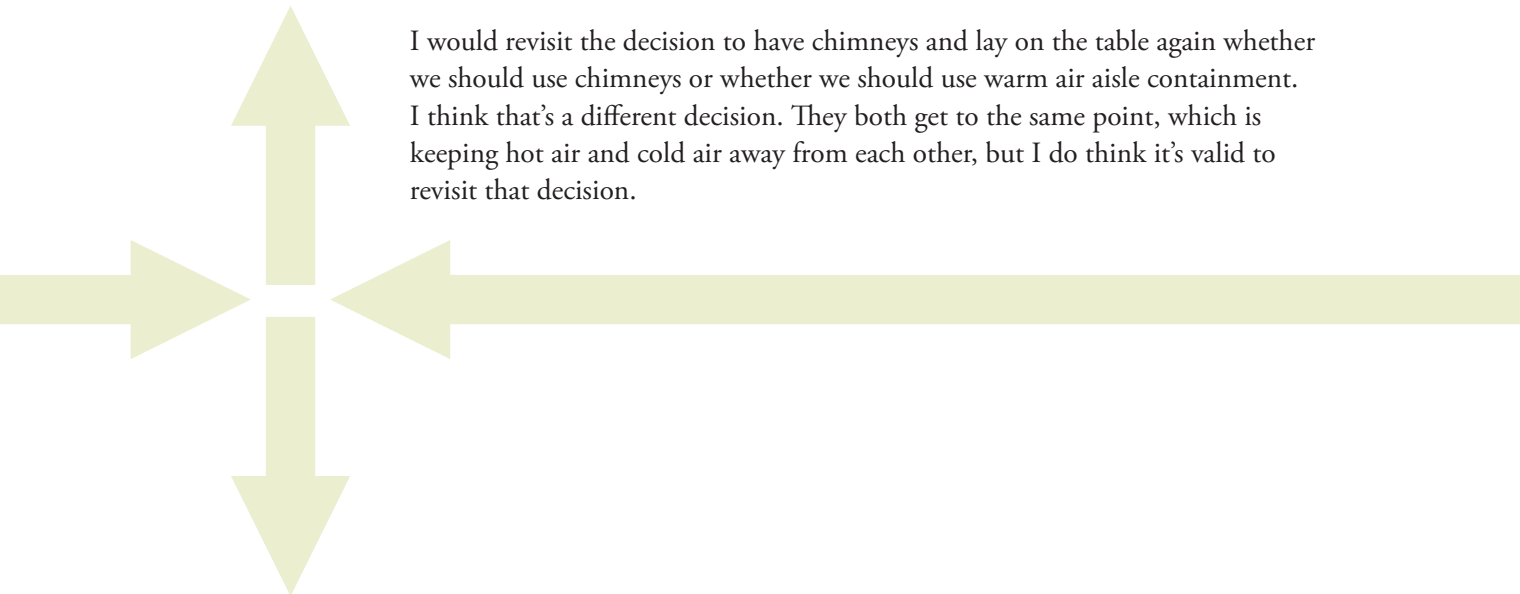 I would revisit the decision to have chimneys and lay on the table again whether
we should use chimneys or whether we should use warm air aisle containment.
I think that’s a different decision. They both get to the same point, which is
keeping hot air and cold air away from each other, but I do think it’s valid to
revisit that decision.